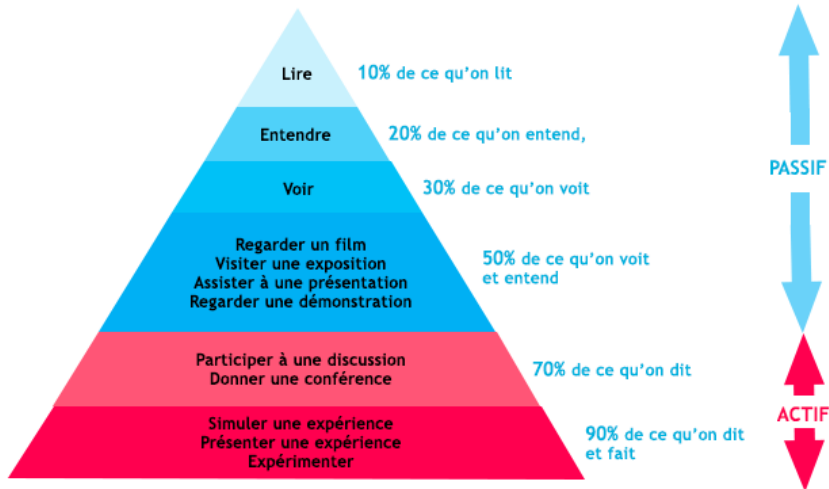 Lire
10% de ce qu'on lit
Entendre
20% de ce qu'on entend,
Voir
30% de ce qu'on voit
PASSIF
Regarder un film
Visiter une exposition
Assister à une présentation
Regarder une démonstration
50% de ce qu'on voit
et entend
Participer à une discussion
Donner une conférence
70% de ce qu'on dit
ACTIF
Simuler une expérience
Présenter une expérience
Expérimenter
90% de ce qu'on dit
et fait